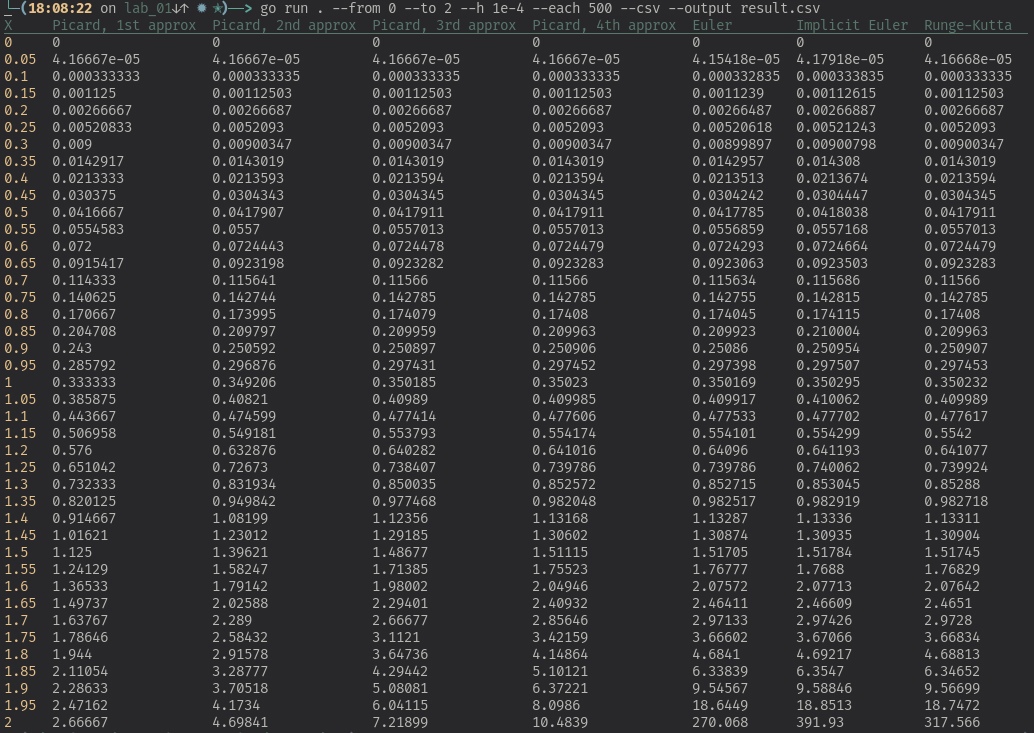 (18:08:22 on lab_01↓↑ ✹ ★)──> go run . --from 0 --to 2 --h 1e-4 --each 500 --csv --output result.csv
X Picard, 1st approx Picard, 2nd approx Picard, 3rd approx Picard, 4th approx Euler Implicit Euler Runge-Kutta
0 0 0 0 0 0 0 0
0.05 4.16667e-05 4.16667e-05 4.16667e-05 4.16667e-05 4.15418e-05 4.17918e-05 4.16668e-05
0.1 0.000333333 0.000333335 0.000333335 0.000333335 0.000332835 0.000333835 0.000333335
0.15 0.001125 0.00112503 0.00112503 0.00112503 0.0011239 0.00112615 0.00112503
0.2 0.00266667 0.00266687 0.00266687 0.00266687 0.00266487 0.00266887 0.00266687
0.25 0.00520833 0.0052093 0.0052093 0.0052093 0.00520618 0.00521243 0.0052093
0.3 0.009 0.00900347 0.00900347 0.00900347 0.00899897 0.00900798 0.00900347
0.35 0.0142917 0.0143019 0.0143019 0.0143019 0.0142957 0.014308 0.0143019
0.4 0.0213333 0.0213593 0.0213594 0.0213594 0.0213513 0.0213674 0.0213594
0.45 0.030375 0.0304343 0.0304345 0.0304345 0.0304242 0.0304447 0.0304345
0.5 0.0416667 0.0417907 0.0417911 0.0417911 0.0417785 0.0418038 0.0417911
0.55 0.0554583 0.0557 0.0557013 0.0557013 0.0556859 0.0557168 0.0557013
0.6 0.072 0.0724443 0.0724478 0.0724479 0.0724293 0.0724664 0.0724479
0.65 0.0915417 0.0923198 0.0923282 0.0923283 0.0923063 0.0923503 0.0923283
0.7 0.114333 0.115641 0.11566 0.11566 0.115634 0.115686 0.11566
0.75 0.140625 0.142744 0.142785 0.142785 0.142755 0.142815 0.142785
0.8 0.170667 0.173995 0.174079 0.17408 0.174045 0.174115 0.17408
0.85 0.204708 0.209797 0.209959 0.209963 0.209923 0.210004 0.209963
0.9 0.243 0.250592 0.250897 0.250906 0.25086 0.250954 0.250907
0.95 0.285792 0.296876 0.297431 0.297452 0.297398 0.297507 0.297453
1 0.333333 0.349206 0.350185 0.35023 0.350169 0.350295 0.350232
1.05 0.385875 0.40821 0.40989 0.409985 0.409917 0.410062 0.409989
1.1 0.443667 0.474599 0.477414 0.477606 0.477533 0.477702 0.477617
1.15 0.506958 0.549181 0.553793 0.554174 0.554101 0.554299 0.5542
1.2 0.576 0.632876 0.640282 0.641016 0.64096 0.641193 0.641077
1.25 0.651042 0.72673 0.738407 0.739786 0.739786 0.740062 0.739924
1.3 0.732333 0.831934 0.850035 0.852572 0.852715 0.853045 0.85288
1.35 0.820125 0.949842 0.977468 0.982048 0.982517 0.982919 0.982718
1.4 0.914667 1.08199 1.12356 1.13168 1.13287 1.13336 1.13311
1.45 1.01621 1.23012 1.29185 1.30602 1.30874 1.30935 1.30904
1.5 1.125 1.39621 1.48677 1.51115 1.51705 1.51784 1.51745
1.55 1.24129 1.58247 1.71385 1.75523 1.76777 1.7688 1.76829
1.6 1.36533 1.79142 1.98002 2.04946 2.07572 2.07713 2.07642
1.65 1.49737 2.02588 2.29401 2.40932 2.46411 2.46609 2.4651
1.7 1.63767 2.289 2.66677 2.85646 2.97133 2.97426 2.9728
1.75 1.78646 2.58432 3.1121 3.42159 3.66602 3.67066 3.66834
1.8 1.944 2.91578 3.64736 4.14864 4.6841 4.69217 4.68813
1.85 2.11054 3.28777 4.29442 5.10121 6.33839 6.3547 6.34652
1.9 2.28633 3.70518 5.08081 6.37221 9.54567 9.58846 9.56699
1.95 2.47162 4.1734 6.04115 8.0986 18.6449 18.8513 18.7472
2 2.66667 4.69841 7.21899 10.4839 270.068 391.93 317.566